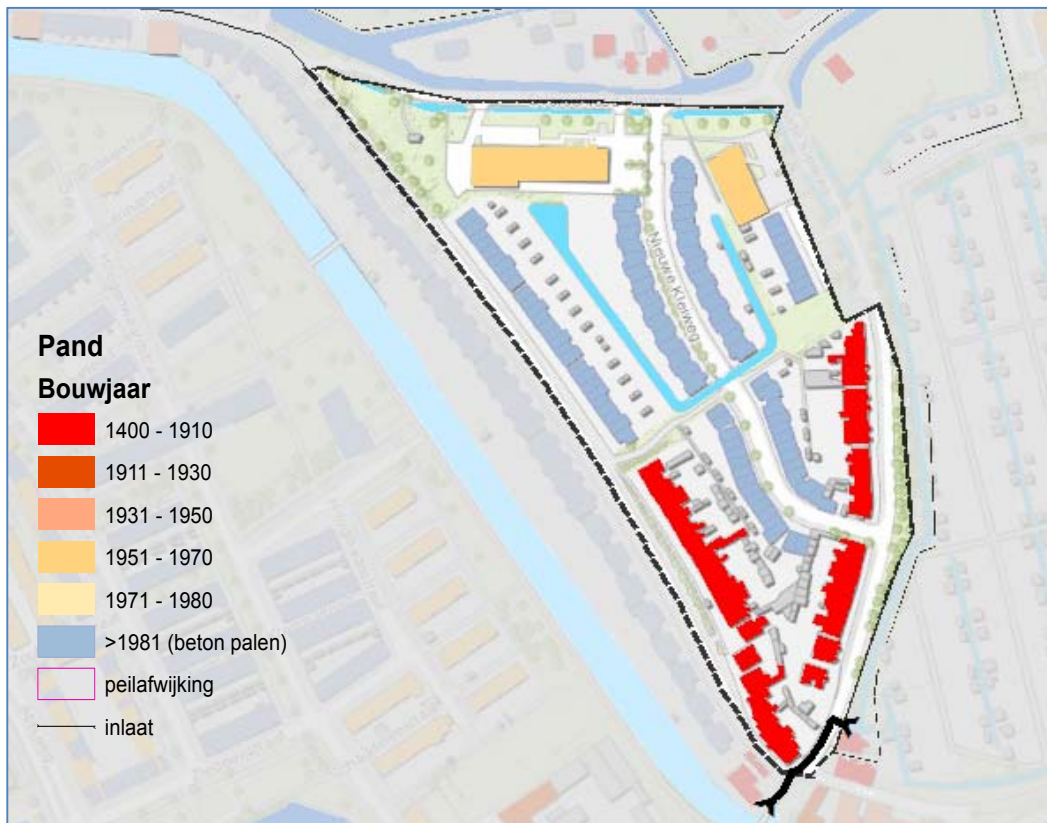 Nieuwe Kleiweg
Pand
Bouwjaar
1400 - 1910
1911 - 1930
1931 - 1950
1951 - 1970
1971 - 1980
>1981 (beton palen)
peilafwijking
inlaat